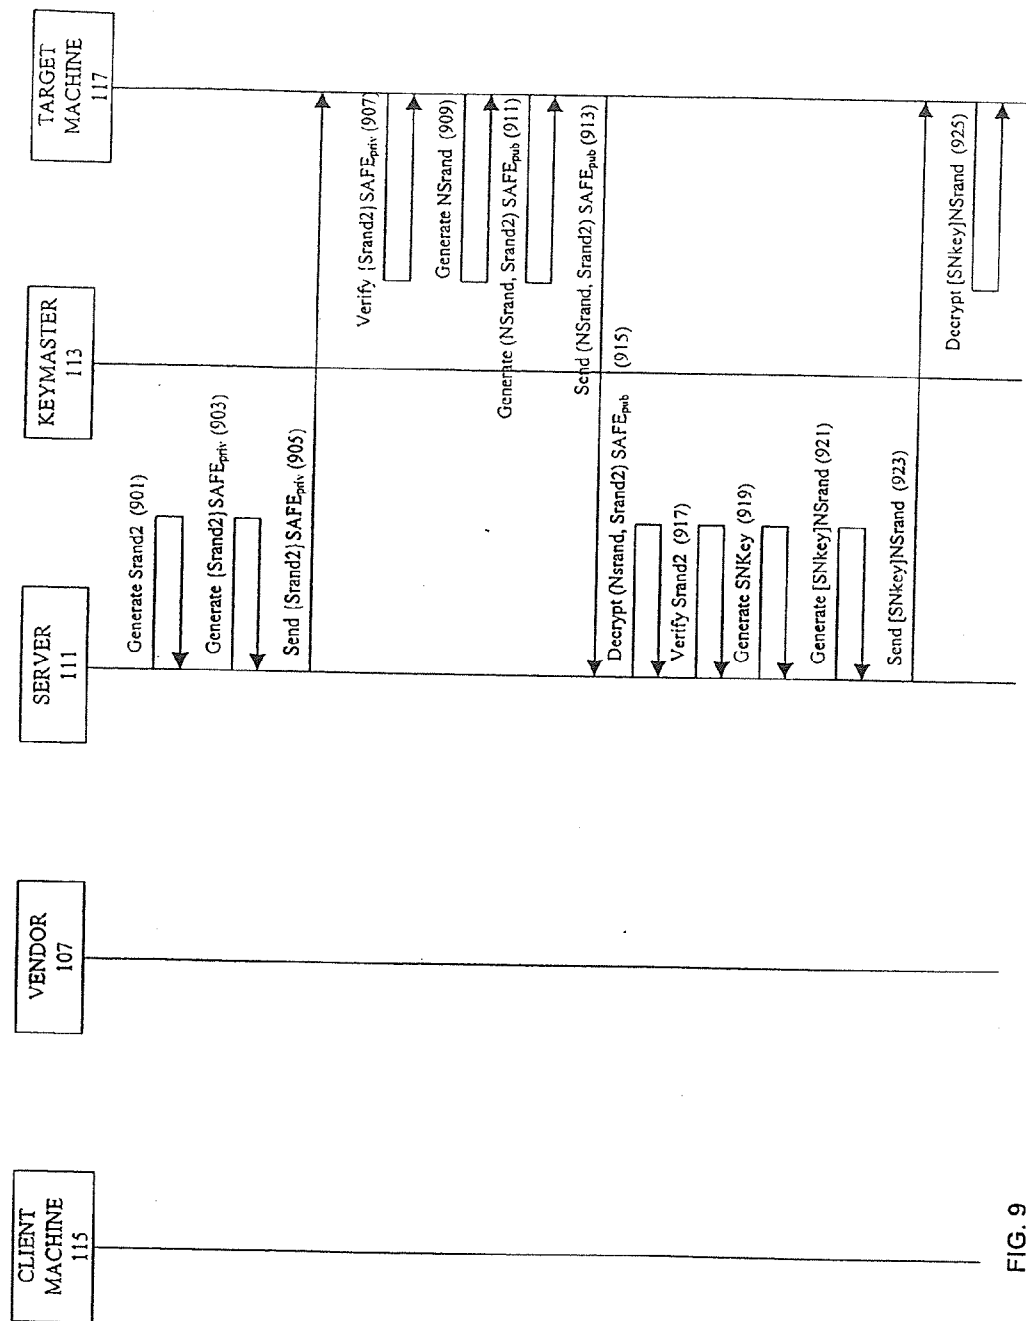 CLIENT
MACHINE
115
VENDOR
107
SERVER
111
KEYMASTER
113
TARGET
MACHINE
117
Generate Srand2 (901)
Generate {Srand2}SAFEpriv (903)
Send {Srand2}SAFEpriv (905)
Verify {Srand2}SAFEpriv (907)
Generate NSrand (909)
Generate (NSrand, Srand2) SAFEpub (911)
Send (NSrand, Srand2) SAFEpub (913)
Decrypt (Nsrand, Srand2) SAFEpub (915)
Verify Srand2 (917)
Generate SNKey (919)
Generate [SNkey]NSrand (921)
Send [SNkey]NSrand (923)
Decrypt [SNkey]NSrand (925)
FIG. 9